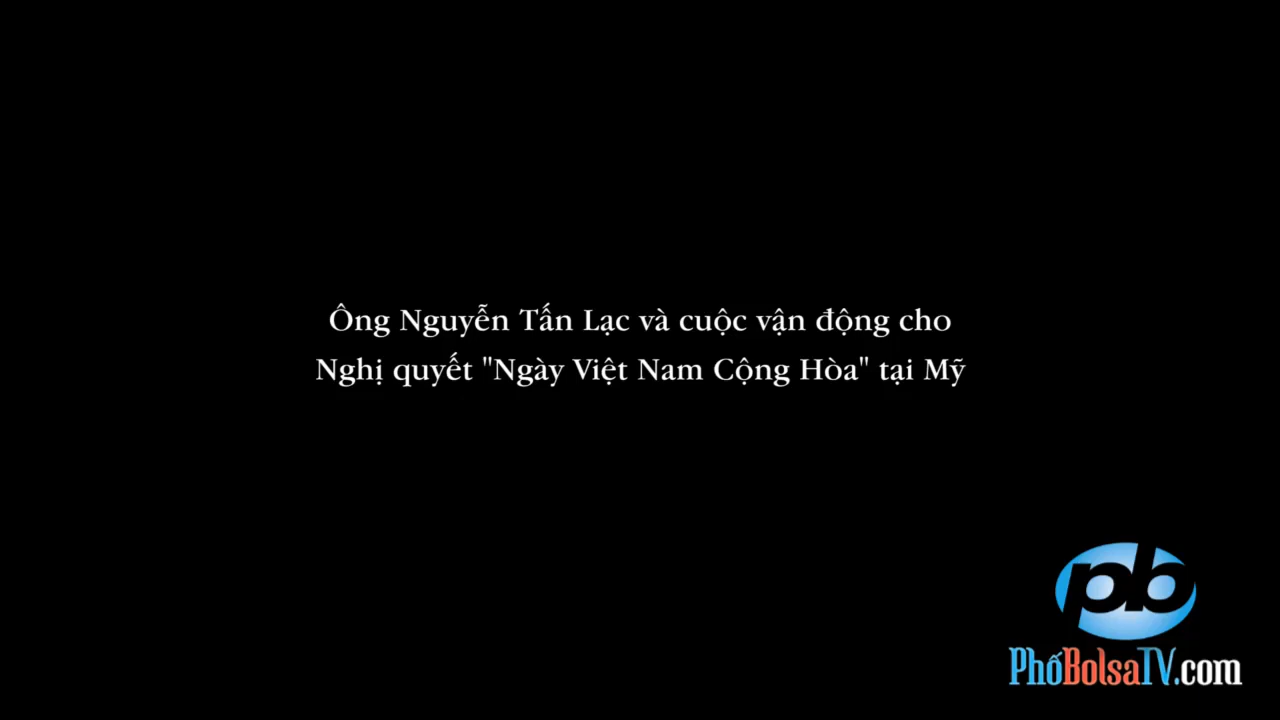 Ông Nguyễn Tấn Lạc và cuộc vận động cho
Nghị quyết "Ngày Việt Nam Cộng Hòa" tại Mỹ
pb
PhốBolsaTV.com